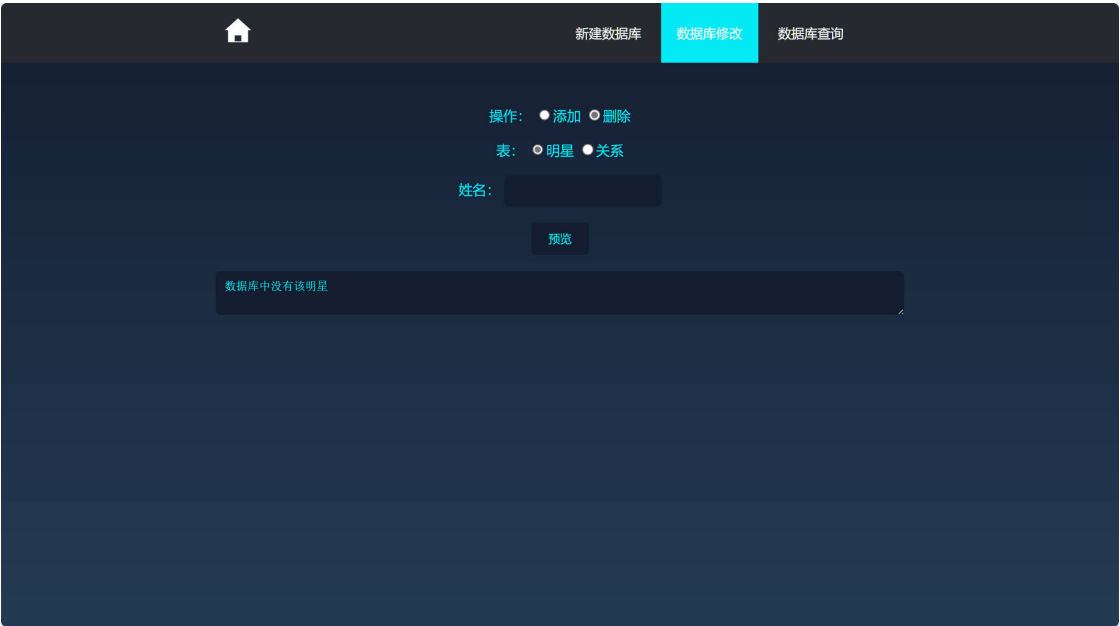 新建数据库 数据库修改 数据库查询
操作： 添加 删除
表： 明星 关系
姓名：
预览
数据库中没有该明星